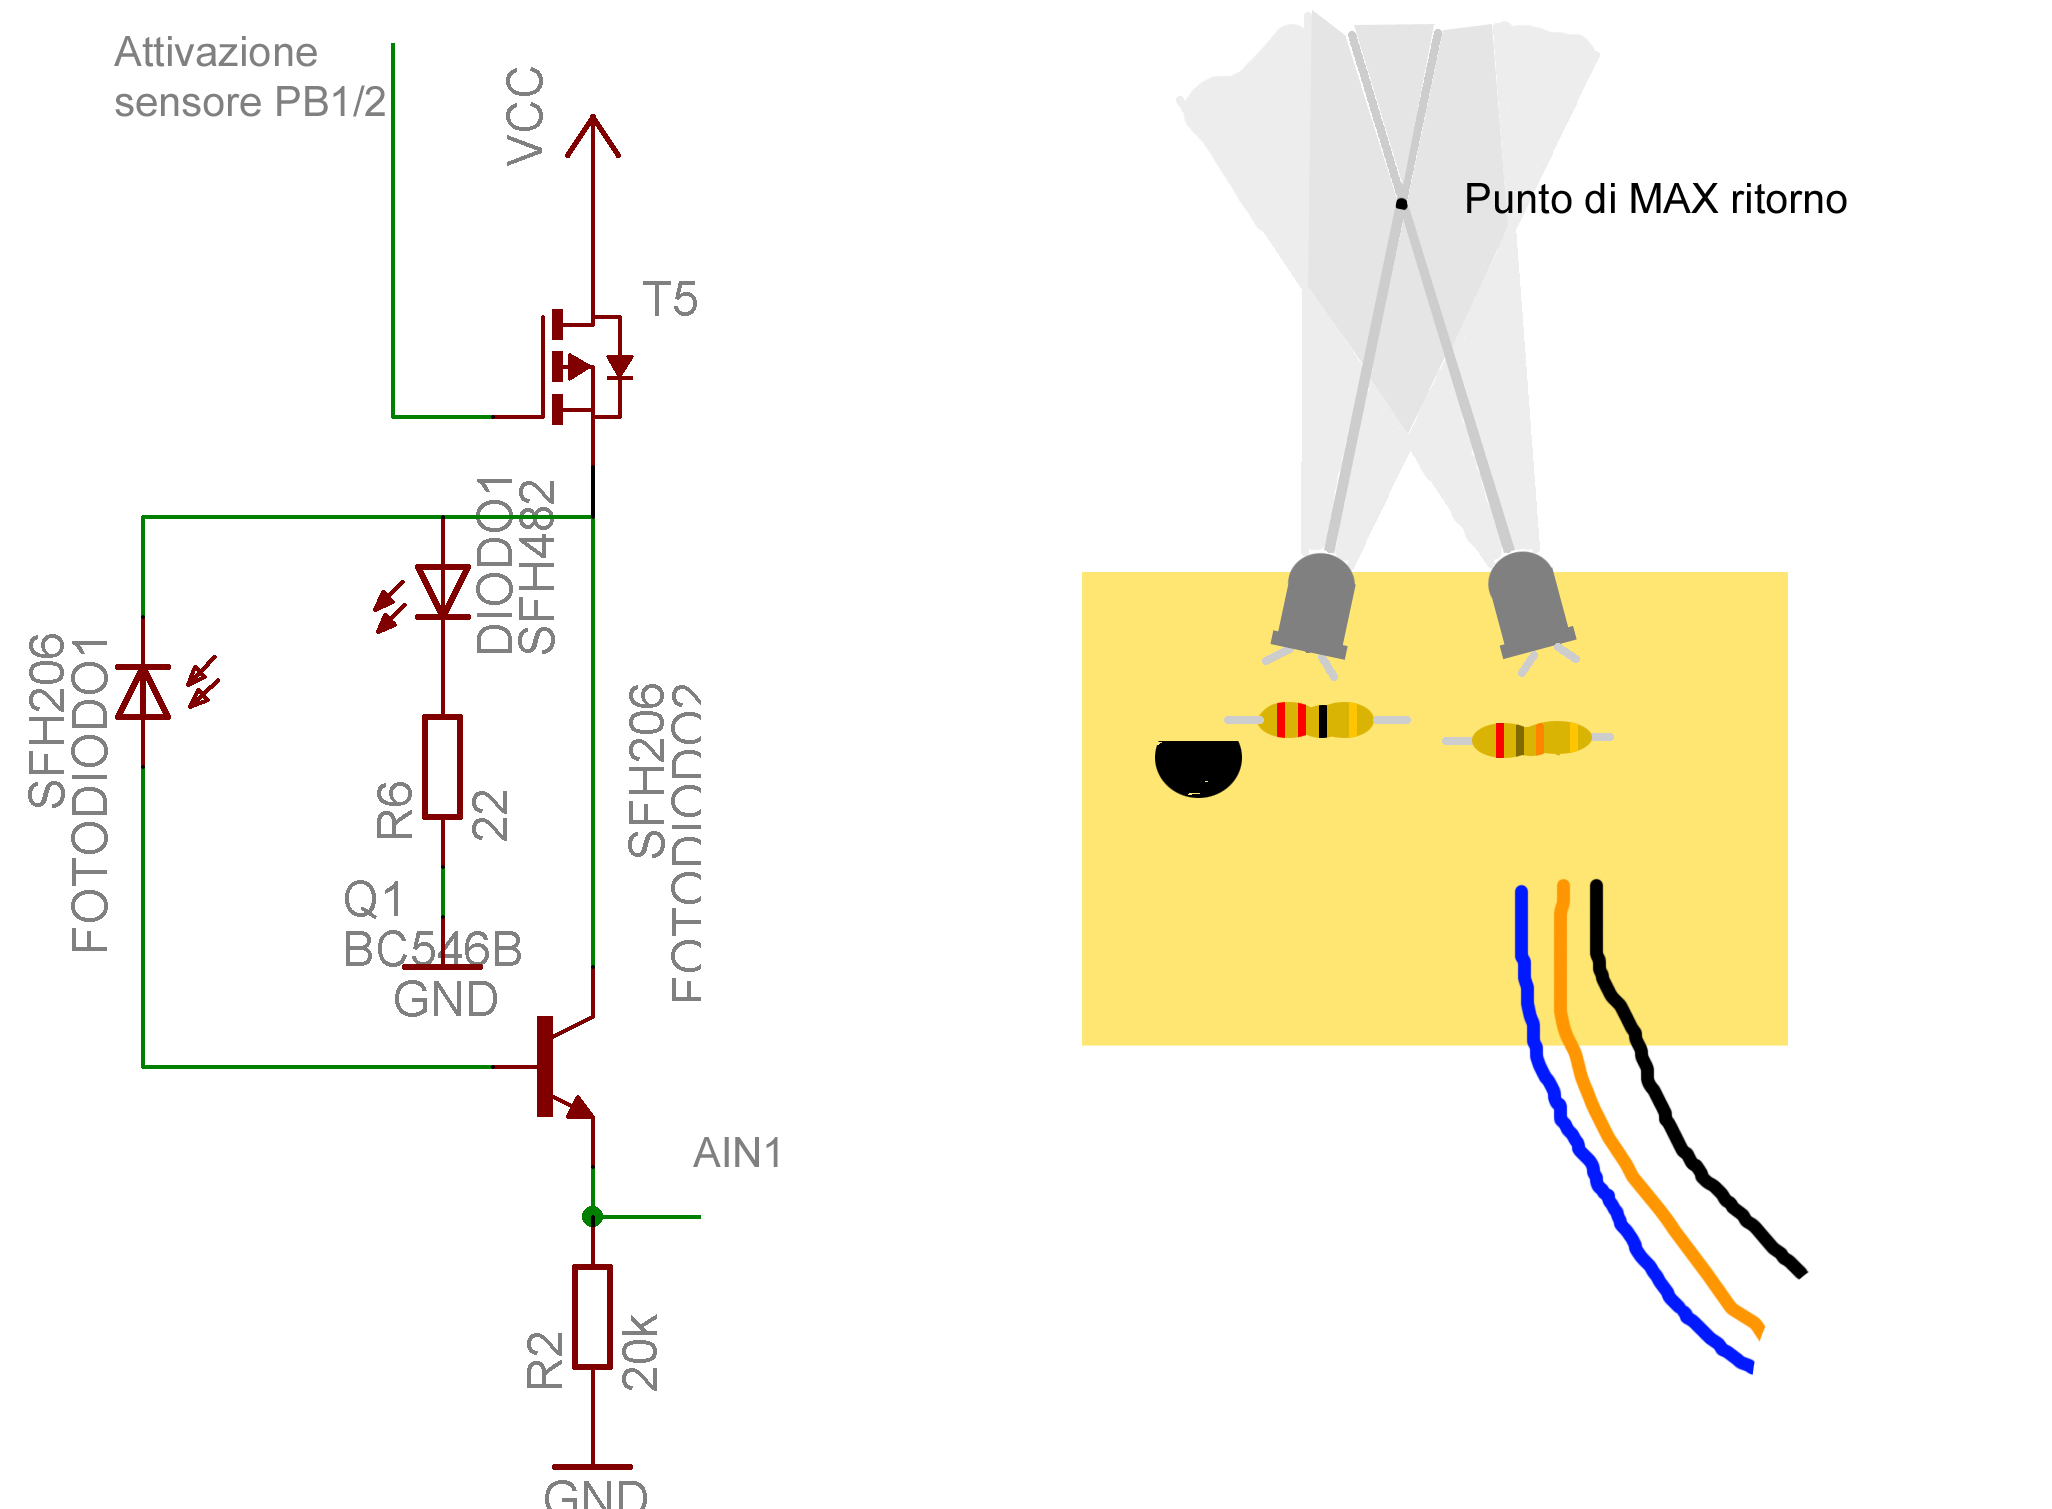 Attivazione
sensore PB1/2
VCC
T5
Punto di MAX ritorno
DIODO1
SFH482
SFH206
FOTODIODO1
SFH206
FOTODIODO2
R6
22
Q1
BC546B
GND
AIN1
R2
20k
GND